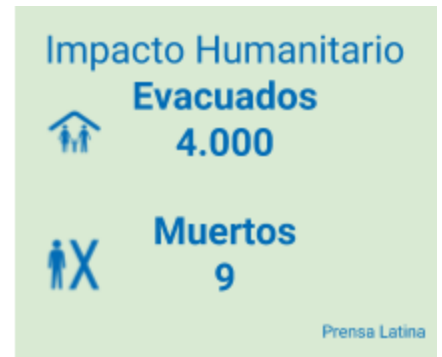 Impacto Humanitario
Evacuados
4.000
Muertos
9
Prensa Latina